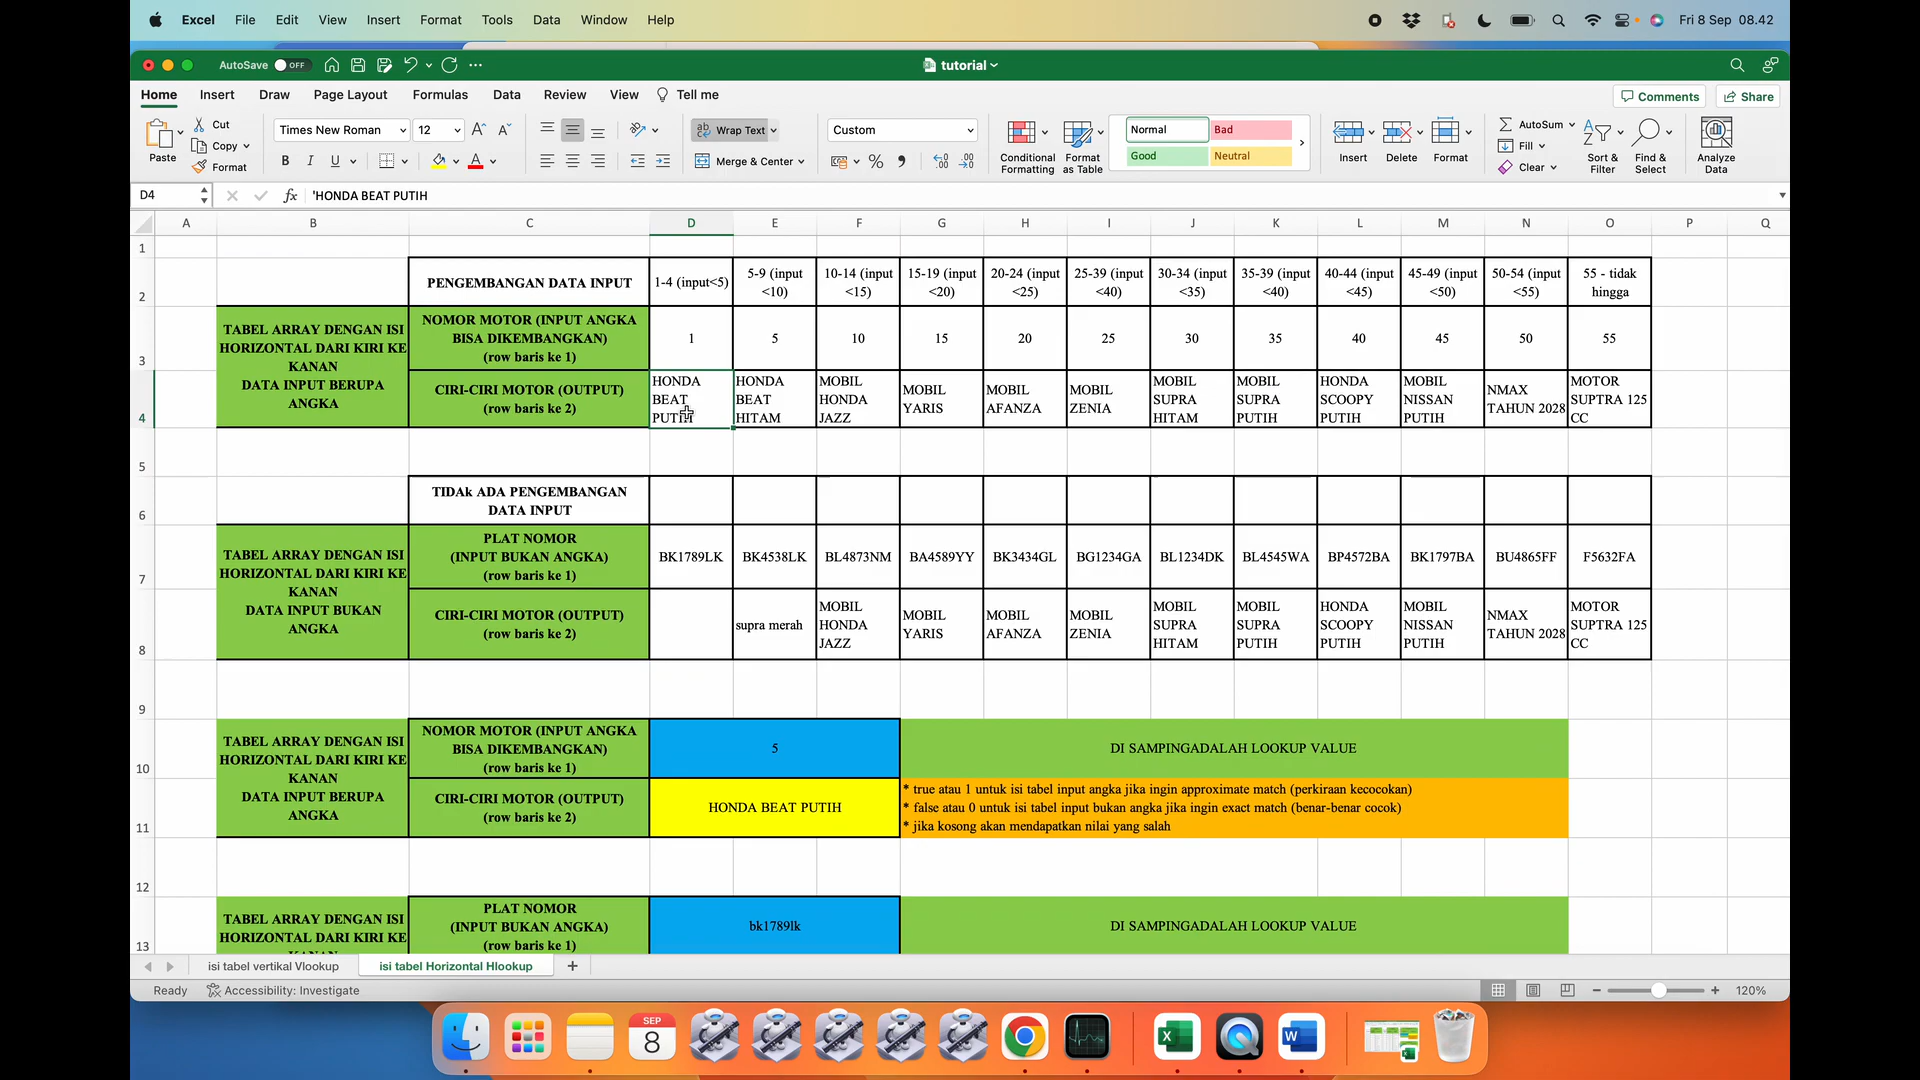 Excel File Edit View Insert Format Tools Data Window Help Fri 8 Sep 08.42
AutoSave OFF tutorial
Home Insert Draw Page Layout Formulas Data Review View Tell me Comments Share
Paste Cut Copy Format
Times New Roman 12
Wrap Text
Merge & Center
Custom
Conditional Formatting
Format as Table
Normal Bad
Good Neutral
Insert Delete Format
AutoSum
Fill
Clear
Sort & Filter
Find & Select
Analyze Data
D4 fx 'HONDA BEAT PUTIH
A B C D E F G H I J K L M N O P Q
1
2
PENGEMBANGAN DATA INPUT
1-4 (input<5)
5-9 (input <10)
10-14 (input <15)
15-19 (input <20)
20-24 (input <25)
25-39 (input <40)
30-34 (input <35)
35-39 (input <40)
40-44 (input <45)
45-49 (input <50)
50-54 (input <55)
55 - tidak hingga
TABEL ARRAY DENGAN ISI
HORIZONTAL DARI KIRI KE
KANAN
DATA INPUT BERUPA
ANGKA
3
NOMOR MOTOR (INPUT ANGKA
BISA DIKEMBANGKAN)
(row baris ke 1)
1 5 10 15 20 25 30 35 40 45 50 55
4
CIRI-CIRI MOTOR (OUTPUT)
(row baris ke 2)
HONDA BEAT PUTIH
HONDA BEAT HITAM
MOBIL HONDA JAZZ
MOBIL YARIS
MOBIL AFANZA
MOBIL ZENIA
MOBIL SUPRA HITAM
MOBIL SUPRA PUTIH
HONDA SCOOPY PUTIH
MOBIL NISSAN PUTIH
NMAX TAHUN 2028
MOTOR SUPTRA 125 CC
5
6
TIDAk ADA PENGEMBANGAN
DATA INPUT
TABEL ARRAY DENGAN ISI
HORIZONTAL DARI KIRI KE
KANAN
DATA INPUT BUKAN
ANGKA
7
PLAT NOMOR
(INPUT BUKAN ANGKA)
(row baris ke 1)
BK1789LK BK4538LK BL4873NM BA4589YY BK3434GL BG1234GA BL1234DK BL4545WA BP4572BA BK1797BA BU4865FF F5632FA
8
CIRI-CIRI MOTOR (OUTPUT)
(row baris ke 2)
supra merah
MOBIL HONDA JAZZ
MOBIL YARIS
MOBIL AFANZA
MOBIL ZENIA
MOBIL SUPRA HITAM
MOBIL SUPRA PUTIH
HONDA SCOOPY PUTIH
MOBIL NISSAN PUTIH
NMAX TAHUN 2028
MOTOR SUPTRA 125 CC
9
TABEL ARRAY DENGAN ISI
HORIZONTAL DARI KIRI KE
KANAN
DATA INPUT BERUPA
ANGKA
10
NOMOR MOTOR (INPUT ANGKA
BISA DIKEMBANGKAN)
(row baris ke 1)
5
DI SAMPINGADALAH LOOKUP VALUE
11
CIRI-CIRI MOTOR (OUTPUT)
(row baris ke 2)
HONDA BEAT PUTIH
* true atau 1 untuk isi tabel input angka jika ingin approximate match (perkiraan kecocokan)
* false atau 0 untuk isi tabel input bukan angka jika ingin exact match (benar-benar cocok)
* jika kosong akan mendapatkan nilai yang salah
12
13
TABEL ARRAY DENGAN ISI
HORIZONTAL DARI KIRI KE
PLAT NOMOR
(INPUT BUKAN ANGKA)
(row baris ke 1)
bk1789lk
DI SAMPINGADALAH LOOKUP VALUE
isi tabel vertikal Vlookup isi tabel Horizontal Hlookup
Ready Accessibility: Investigate 120%
SEP
8